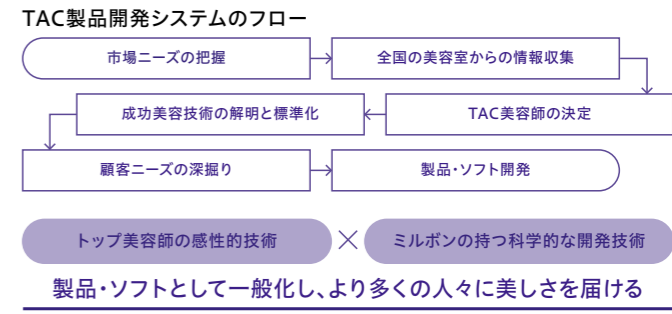 TAC製品開発システムのフロー
市場ニーズの把握
全国の美容室からの情報収集
TAC美容師の決定
成功美容技術の解明と標準化
顧客ニーズの深掘り
製品・ソフト開発
トップ美容師の感性的技術 × ミルボンの持つ科学的な開発技術
製品・ソフトとして一般化し、より多くの人々に美しさを届ける